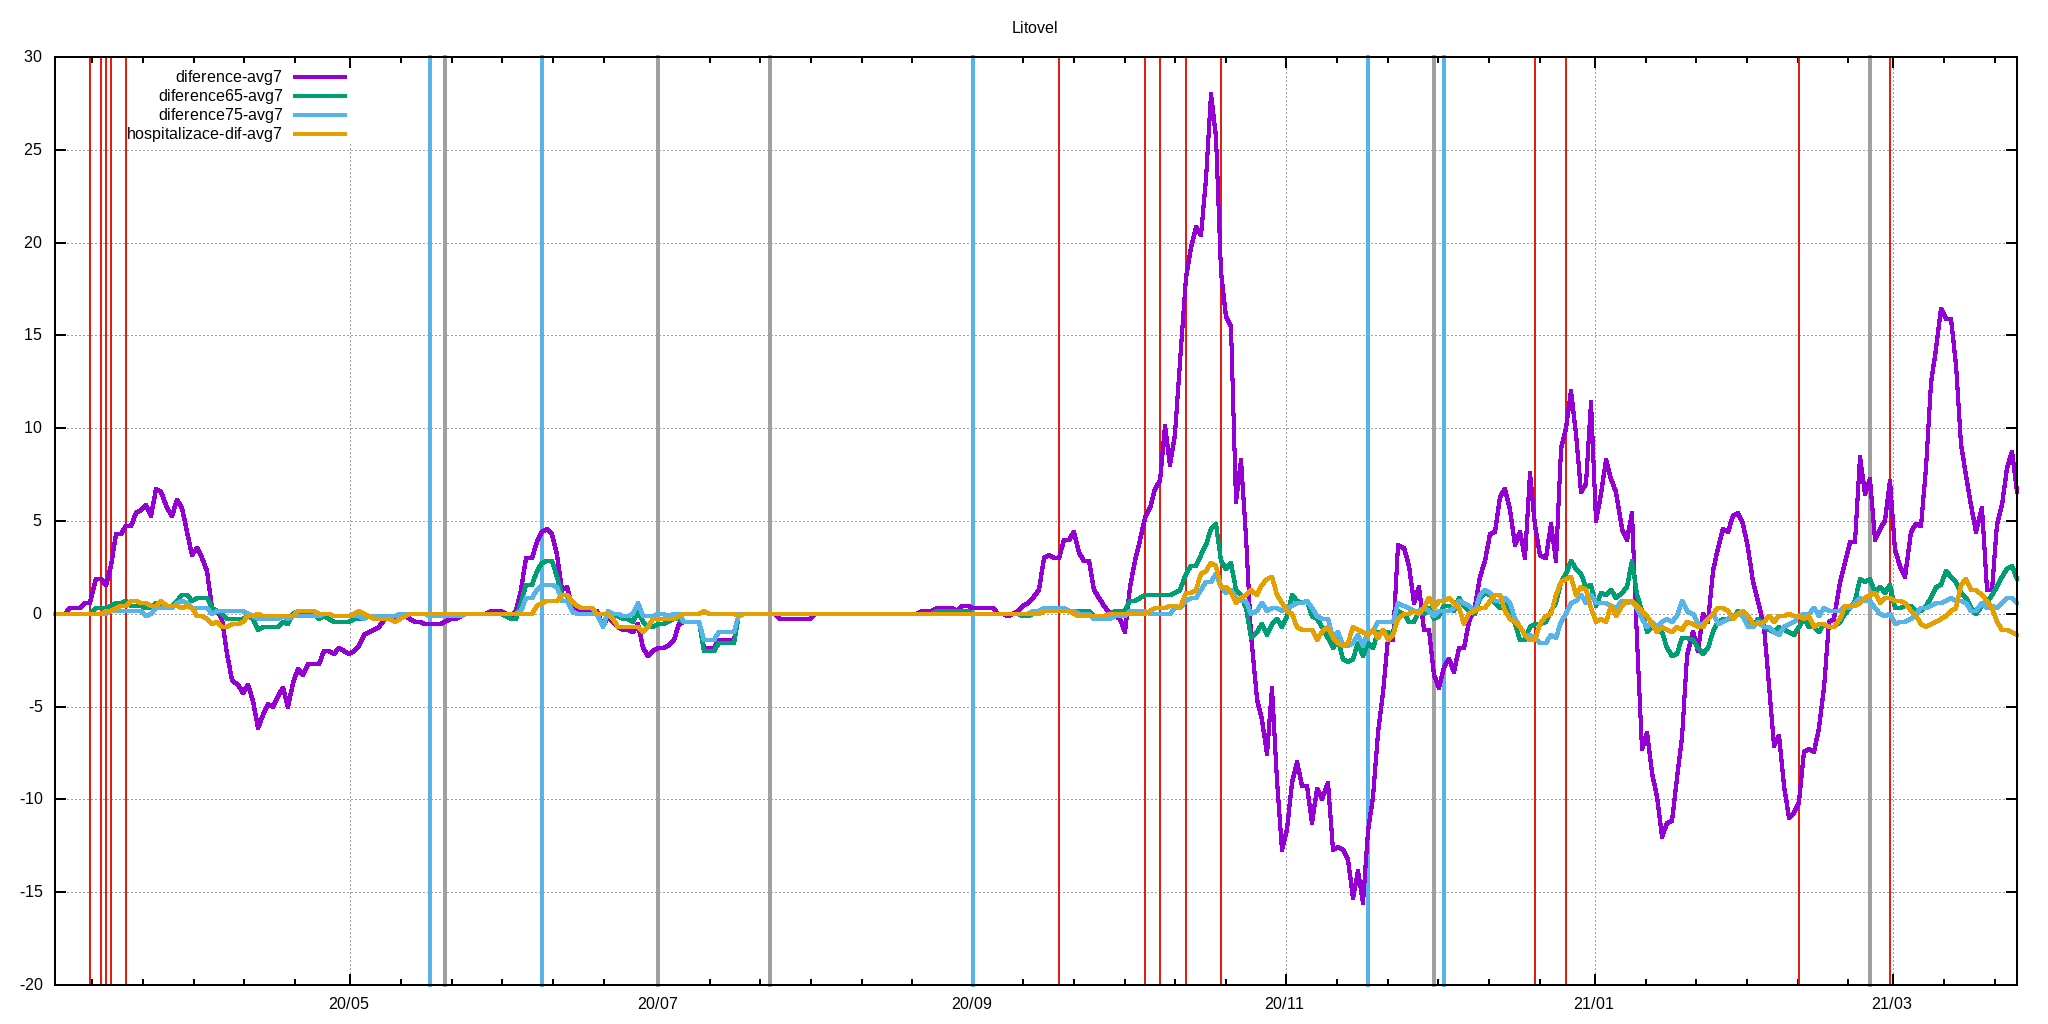 Litovel
diference-avg7
diference65-avg7
diference75-avg7
hospitalizace-dif-avg7
30
25
20
15
10
5
0
-5
-10
-15
-20
20/05 20/07 20/09 20/11 21/01 21/03